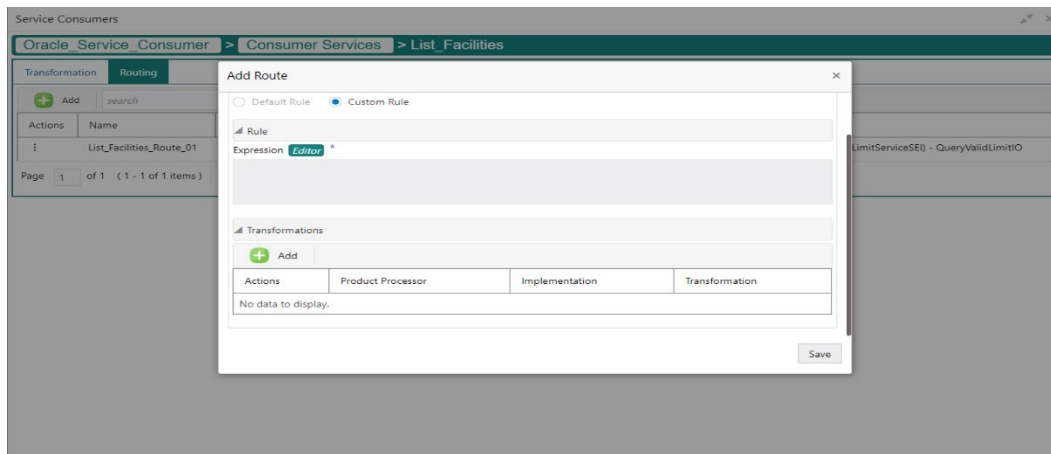 Service Consumers
Oracle_Service_Consumer > Consumer Services > List_Facilities
Transformation Routing
Add search
Actions Name
List_Facilities_Route_01 LimitServiceSEI) - QueryValidLimitIO
Page 1 of 1 ( 1 - 1 of 1 items )
Add Route ×
Default Rule Custom Rule
Rule
Expression Editor *
Transformations
Add
Actions Product Processor Implementation Transformation
No data to display.
Save